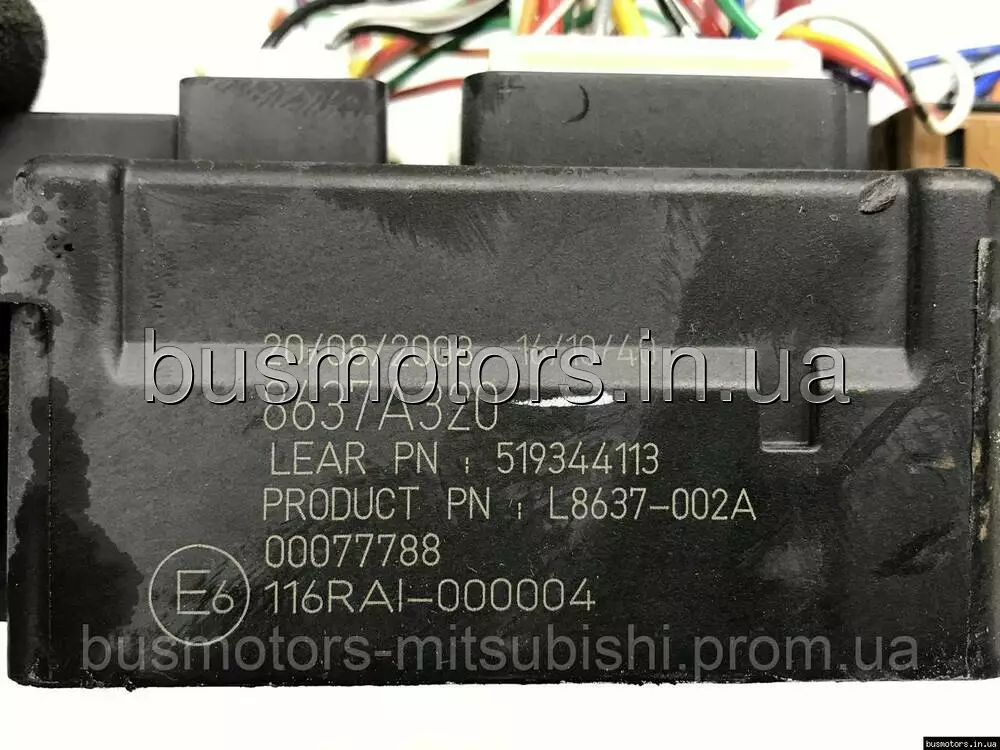 busmotors.in.ua
8637A320
LEAR PN : 519344113
PRODUCT PN : L8637-002A
00077788
E6 116RAI-000004
busmotors-mitsubishi.prom.ua
busmotors.in.ua